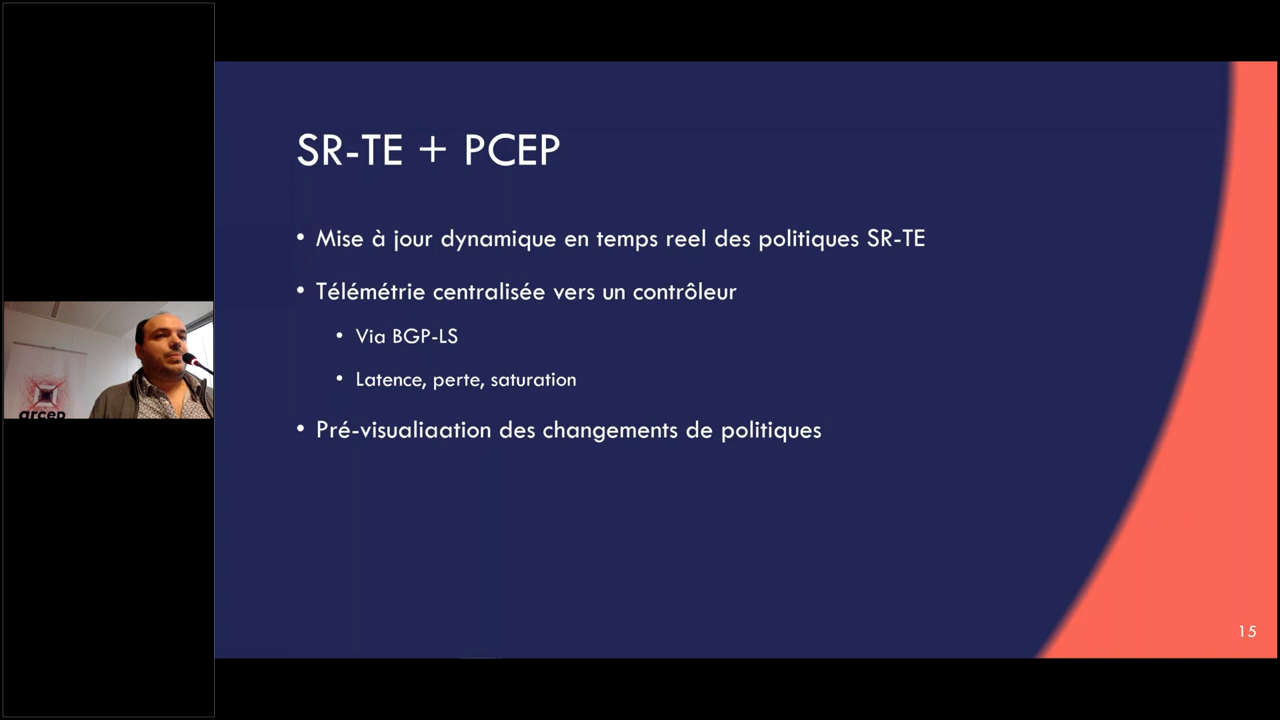 SR-TE + PCEP
• Mise à jour dynamique en temps reel des politiques SR-TE
• Télémétrie centralisée vers un contrôleur
• Via BGP-LS
• Latence, perte, saturation
• Pré-visualiaation des changements de politiques
arcep
15